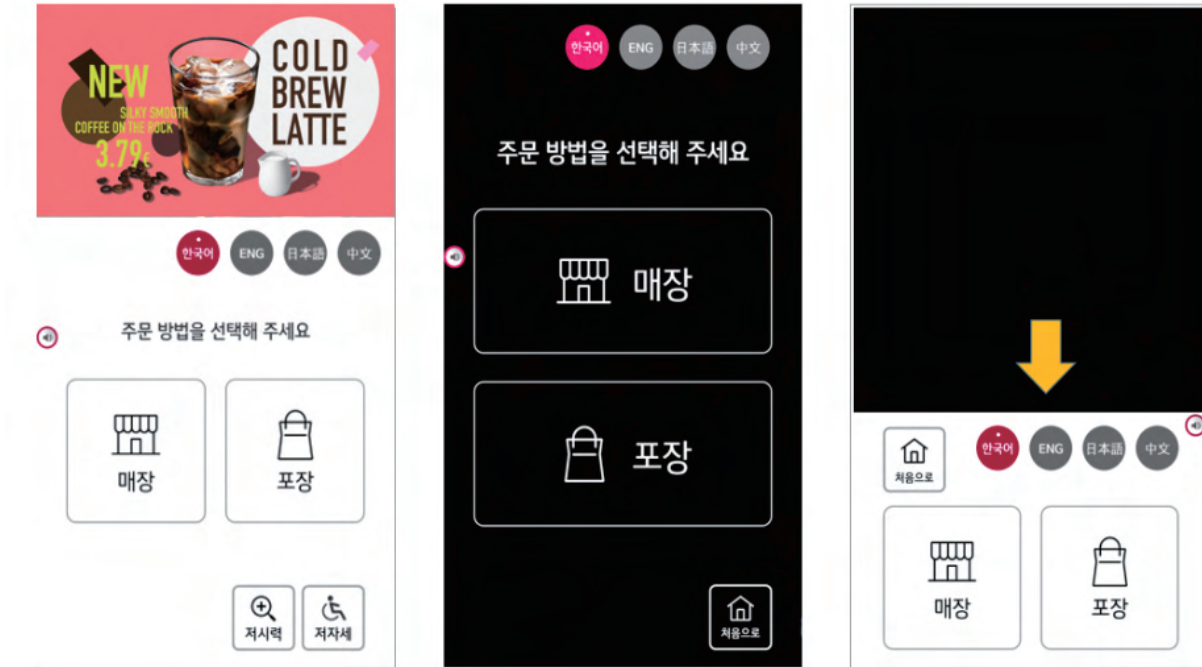 NEW
SILKY SMOOTH
COFFEE ON THE ROCK
3.79€
COLD
BREW
LATTE
한국어 ENG 日本語 中文
주문 방법을 선택해 주세요
매장 포장
저시력 저자세
한국어 ENG 日本語 中文
주문 방법을 선택해 주세요
매장
포장
처음으로
처음으로
한국어 ENG 日本語 中文
매장 포장